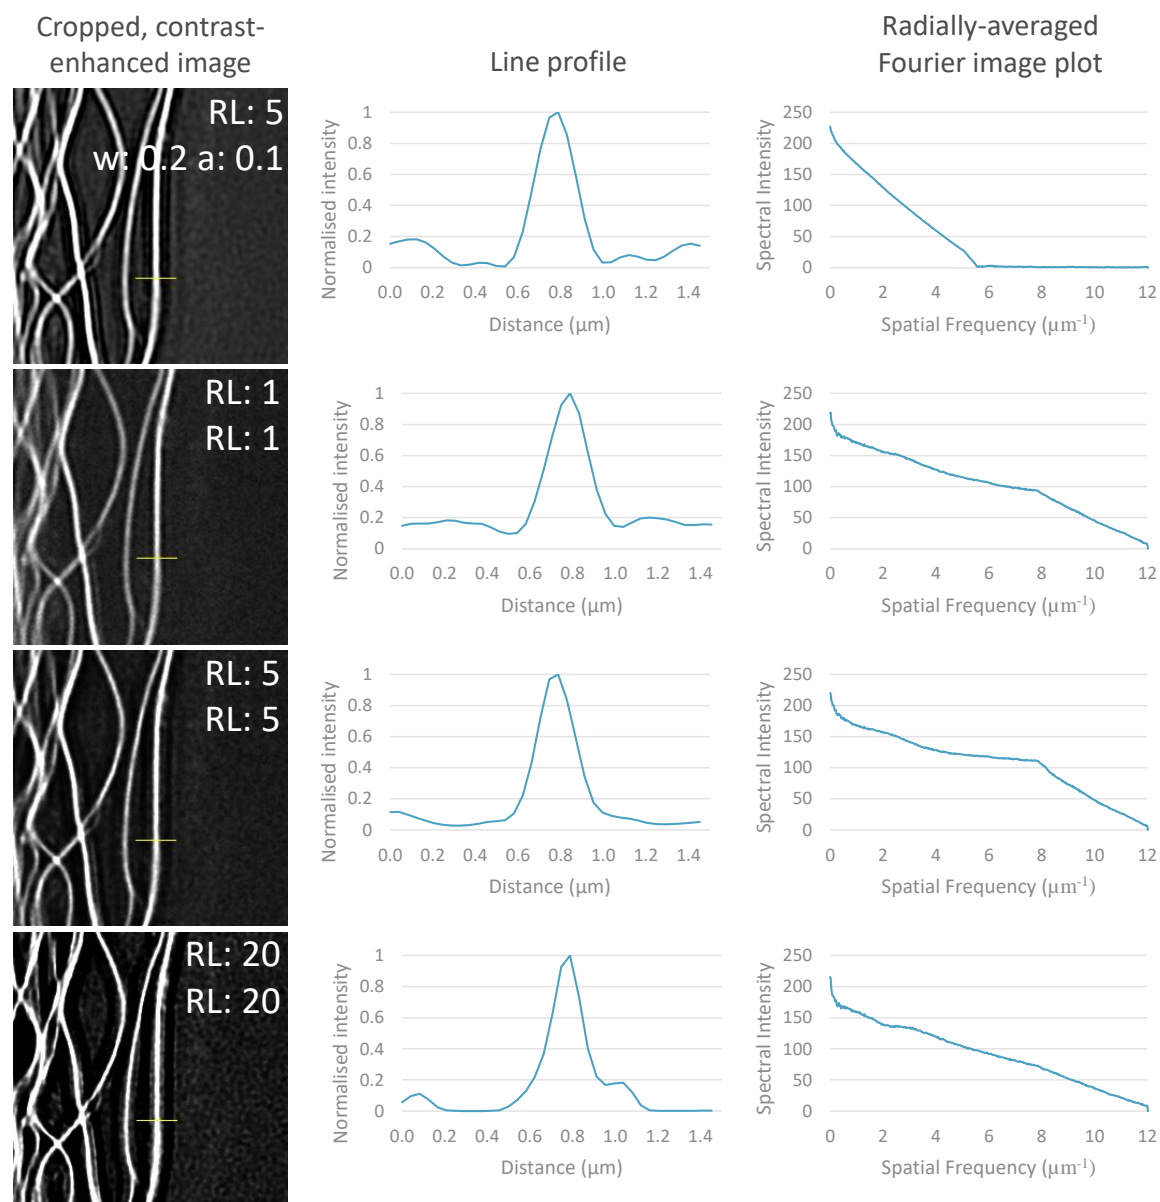 Cropped, contrast-
enhanced image
Line profile
Radially-averaged
Fourier image plot
RL: 5
w: 0.2 a: 0.1
Normalised intensity
1
0.8
0.6
0.4
0.2
0
0.0 0.2 0.4 0.6 0.8 1.0 1.2 1.4
Distance (µm)
Spectral Intensity
250
200
150
100
50
0
0 2 4 6 8 10 12
Spatial Frequency (µm⁻¹)
RL: 1
RL: 1
Normalised intensity
1
0.8
0.6
0.4
0.2
0
0.0 0.2 0.4 0.6 0.8 1.0 1.2 1.4
Distance (µm)
Spectral Intensity
250
200
150
100
50
0
0 2 4 6 8 10 12
Spatial Frequency (µm⁻¹)
RL: 5
RL: 5
Normalised intensity
1
0.8
0.6
0.4
0.2
0
0.0 0.2 0.4 0.6 0.8 1.0 1.2 1.4
Distance (µm)
Spectral Intensity
250
200
150
100
50
0
0 2 4 6 8 10 12
Spatial Frequency (µm⁻¹)
RL: 20
RL: 20
Normalised intensity
1
0.8
0.6
0.4
0.2
0
0.0 0.2 0.4 0.6 0.8 1.0 1.2 1.4
Distance (µm)
Spectral Intensity
250
200
150
100
50
0
0 2 4 6 8 10 12
Spatial Frequency (µm⁻¹)